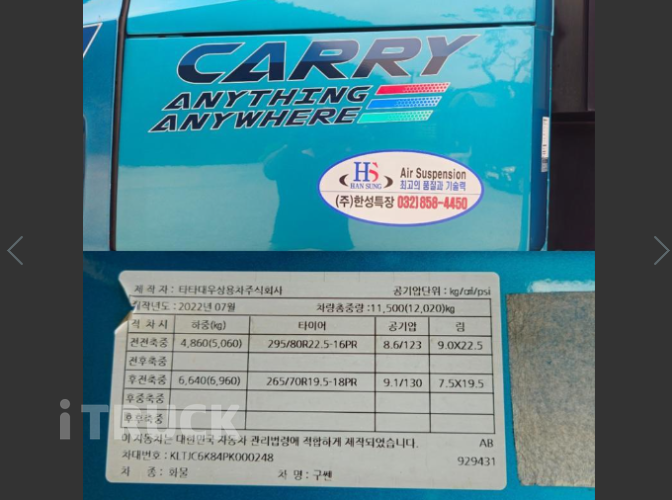 CARRY
ANYTHING
ANYWHERE
HS
HAN SUNG
Air Suspension
최고의 품질과 기술력
(주)한성특장 032)858-4450
제 작 자 : 타타대우상용차주식회사 공기압단위 : kg/㎠/psi
제작년도 : 2022년 07월 차량총중량 : 11,500(12,020)kg
적 차 시 하중(kg) 타이어 공기압 림
전전축중 4,860(5,060) 295/80R22.5-16PR 8.6/123 9.0X22.5
전후축중
후전축중 6,640(6,960) 265/70R19.5-18PR 9.1/130 7.5X19.5
후중축중
후후축중
이 자동차는 대한민국 자동차 관리법령에 적합하게 제작되었습니다. AB
차대번호 : KLTJC6K84PK000248 929431
차 종 : 화물 차 명 : 구쎈
iTRUCK